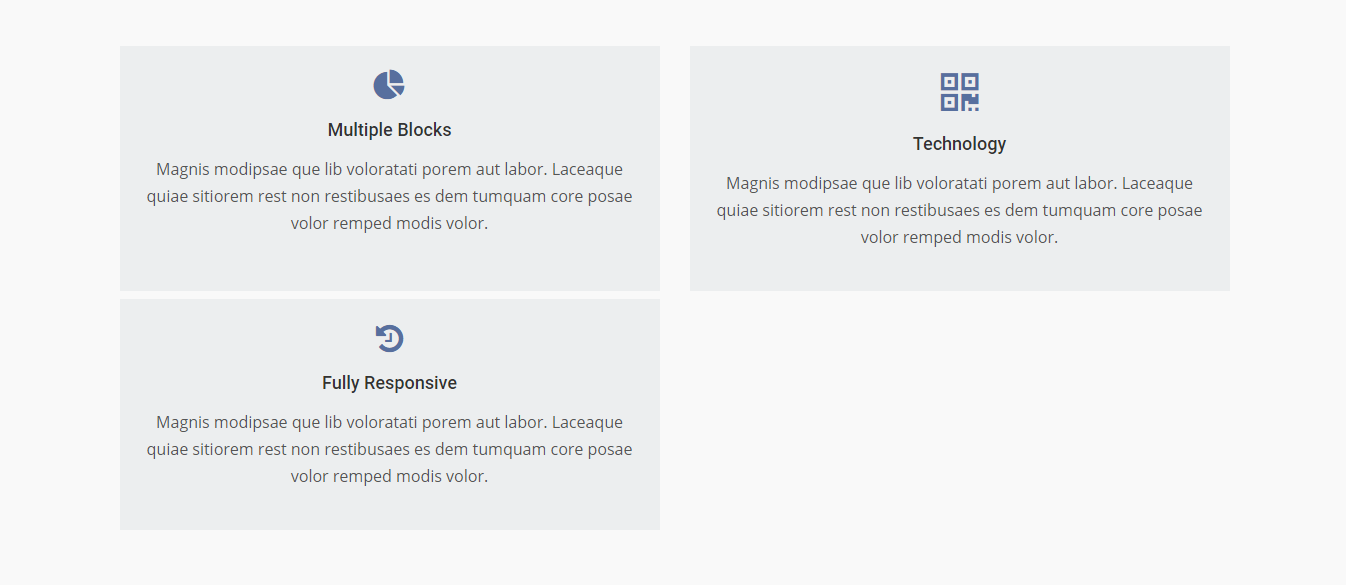 Multiple Blocks
Magnis modipsae que lib voloratati porem aut labor. Laceaque
quiae sitiorem rest non restibusaes es dem tumquam core posae
volor remped modis volor.
Technology
Magnis modipsae que lib voloratati porem aut labor. Laceaque
quiae sitiorem rest non restibusaes es dem tumquam core posae
volor remped modis volor.
Fully Responsive
Magnis modipsae que lib voloratati porem aut labor. Laceaque
quiae sitiorem rest non restibusaes es dem tumquam core posae
volor remped modis volor.